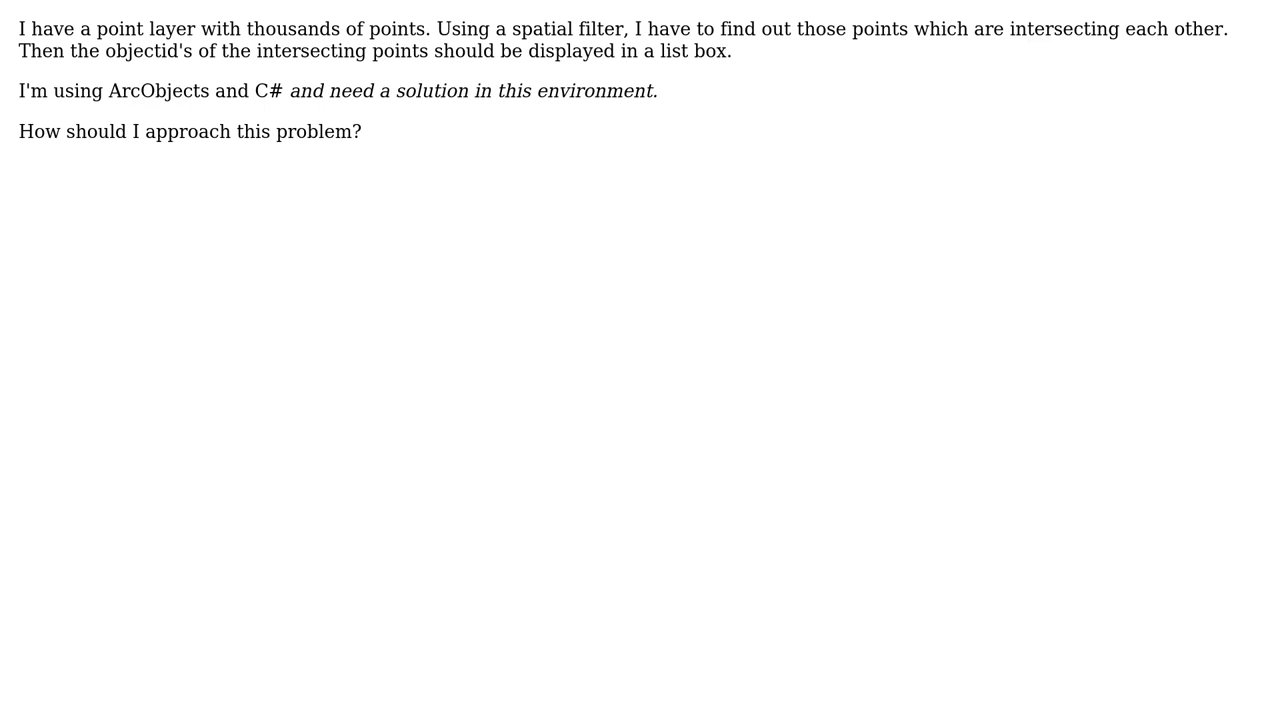 I have a point layer with thousands of points. Using a spatial filter, I have to find out those points which are intersecting each other.
Then the objectid's of the intersecting points should be displayed in a list box.
I'm using ArcObjects and C# and need a solution in this environment.
How should I approach this problem?